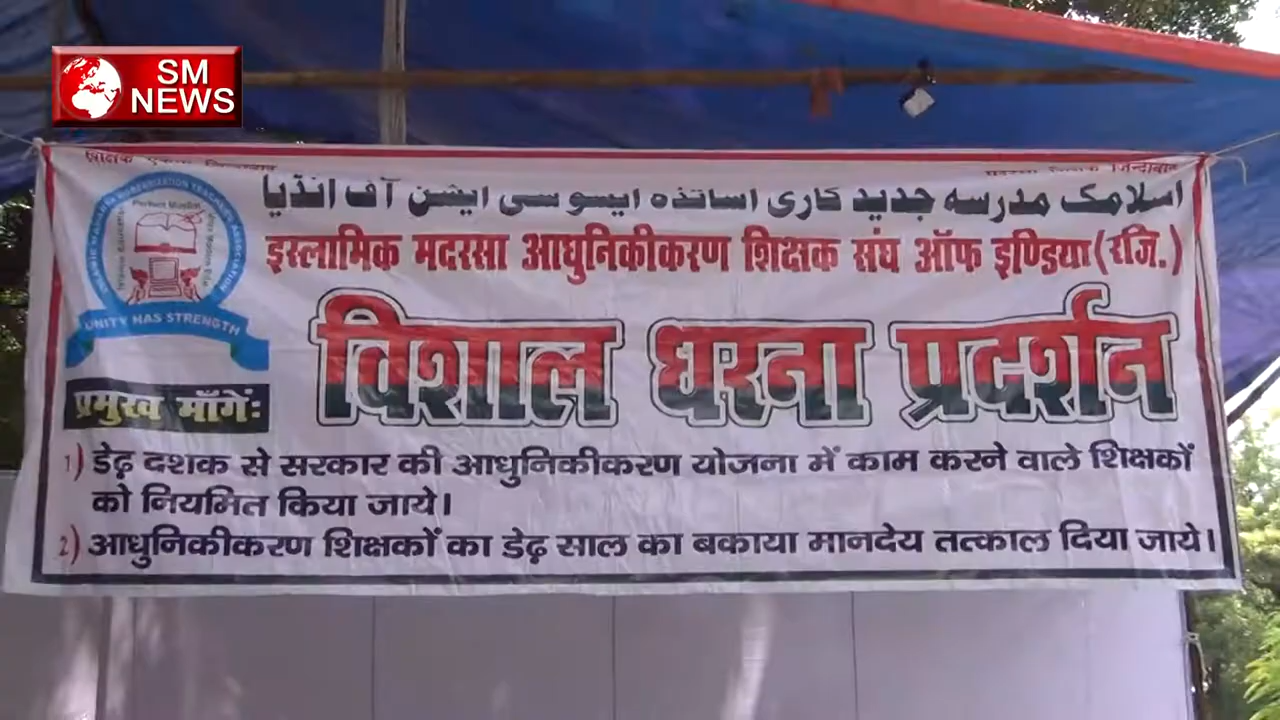 SM
NEWS
اسلامک مدرسہ جدید کاری اساتذہ ایسوسی ایشن آف انڈیا
इस्लामिक मदरसा आधुनिकीकरण शिक्षक संघ ऑफ इण्डिया (रजि.)
UNITY HAS STRENGTH
विशाल धरना प्रदर्शन
प्रमुख माँगें:
1) डेढ़ दशक से सरकार की आधुनिकीकरण योजना में काम करने वाले शिक्षकों
को नियमित किया जाये।
2) आधुनिकीकरण शिक्षकों का डेढ़ साल का बकाया मानदेय तत्काल दिया जाये।